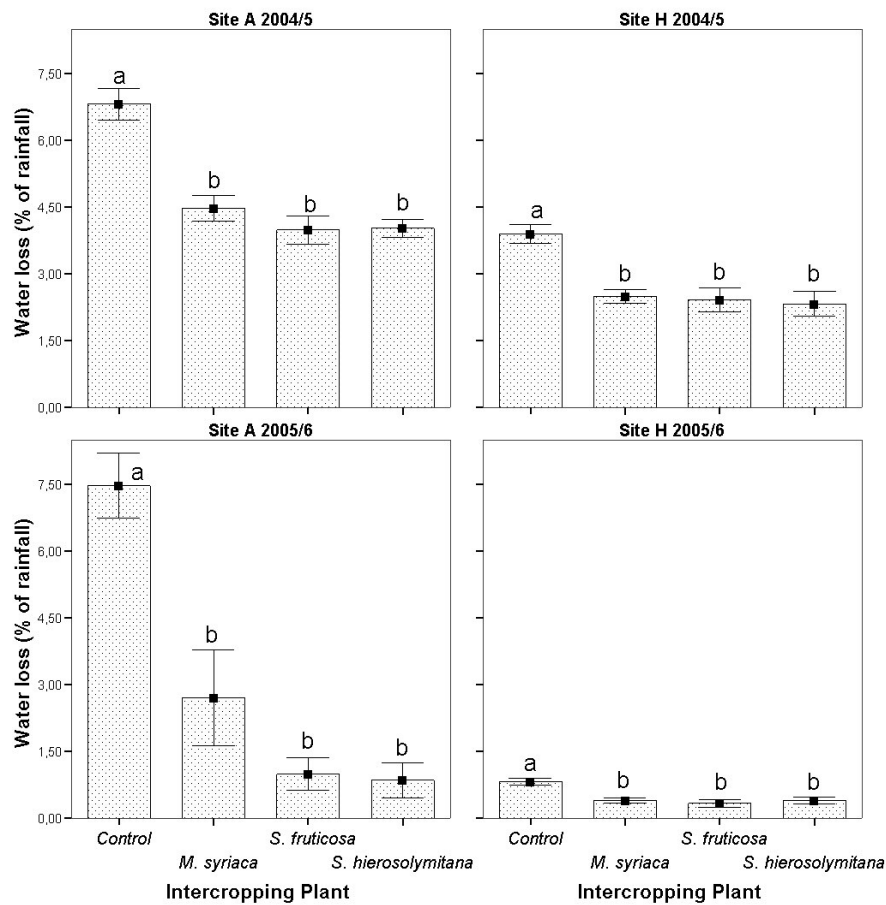 Site A 2004/5
Site H 2004/5
Water loss (% of rainfall)
7,50
6,00
4,50
3,00
1,50
0,00
a
b
b
b
a
b
b
b
Site A 2005/6
Site H 2005/6
Water loss (% of rainfall)
7,50
6,00
4,50
3,00
1,50
0,00
a
b
b
b
a
b
b
b
Control
M. syriaca
S. fruticosa
S. hierosolymitana
Control
M. syriaca
S. fruticosa
S. hierosolymitana
Intercropping Plant
Intercropping Plant